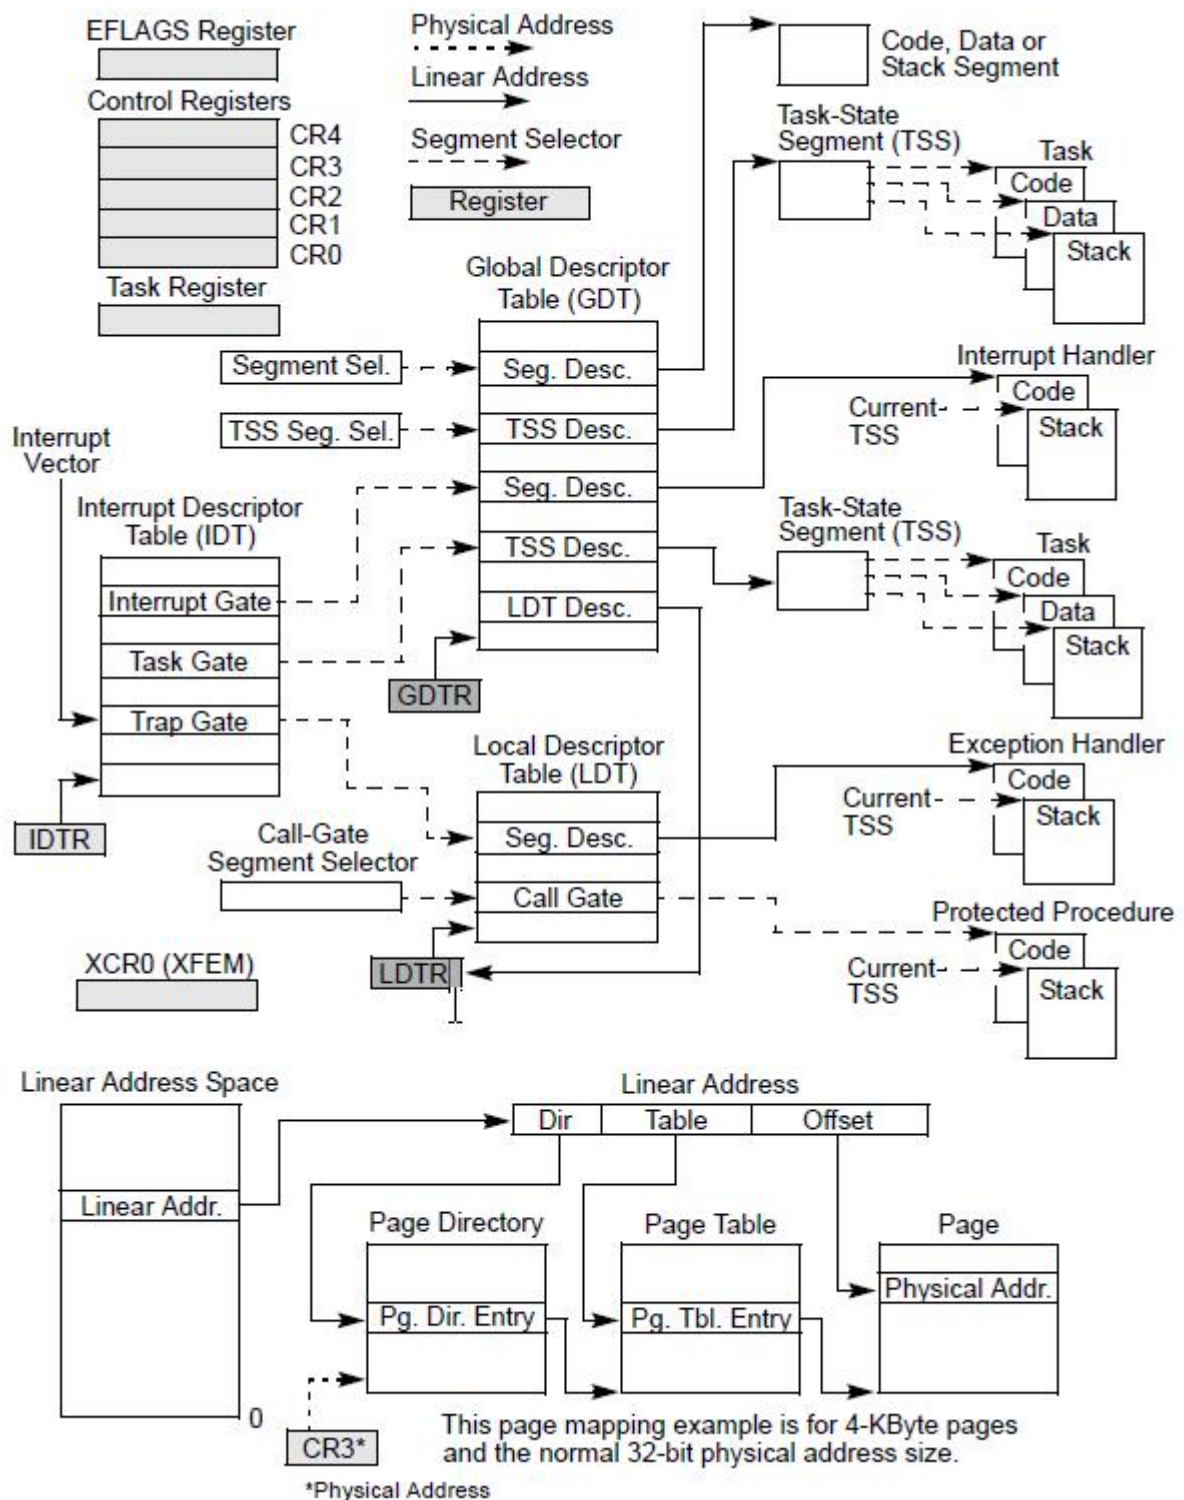 EFLAGS Register
Control Registers
CR4
CR3
CR2
CR1
CR0
Task Register
Physical Address
Linear Address
Segment Selector
Register
Code, Data or
Stack Segment
Task-State
Segment (TSS)
Task
Code
Data
Stack
Global Descriptor
Table (GDT)
Segment Sel.
Seg. Desc.
TSS Seg. Sel.
TSS Desc.
Seg. Desc.
TSS Desc.
LDT Desc.
GDTR
Interrupt Handler
Code
Current
TSS
Stack
Interrupt
Vector
Interrupt Descriptor
Table (IDT)
Interrupt Gate
Task Gate
Trap Gate
IDTR
Task-State
Segment (TSS)
Task
Code
Data
Stack
Local Descriptor
Table (LDT)
Call-Gate
Segment Selector
Seg. Desc.
Call Gate
LDTR
Exception Handler
Code
Current
TSS
Stack
Protected Procedure
Code
Current
TSS
Stack
XCR0 (XFEM)
Linear Address Space
Linear Addr.
0
Linear Address
Dir
Table
Offset
Page Directory
Pg. Dir. Entry
Page Table
Pg. Tbl. Entry
Page
Physical Addr.
CR3*
*Physical Address
This page mapping example is for 4-KByte pages
and the normal 32-bit physical address size.